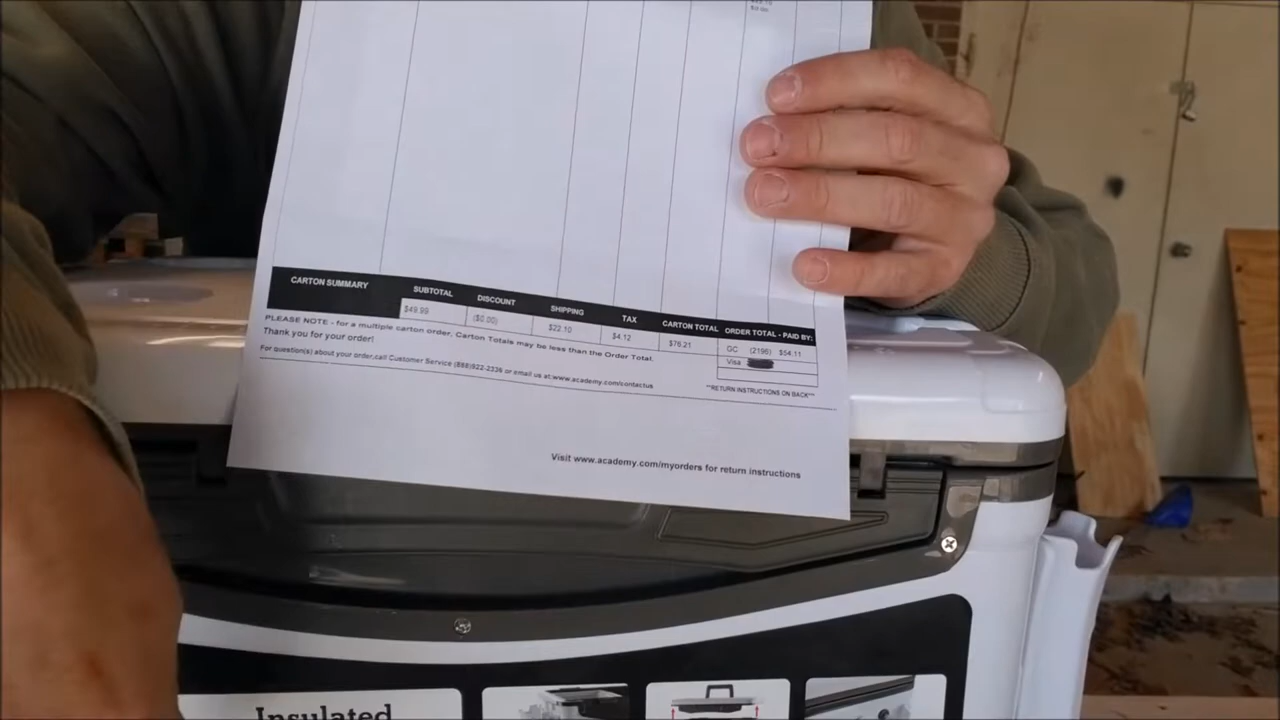 CARTON SUMMARY SUBTOTAL DISCOUNT SHIPPING TAX CARTON TOTAL ORDER TOTAL - PAID BY:
$49.99 ($0.00) $22.10 $4.12 $76.21 GC (2196) $54.11
Visa
PLEASE NOTE - for a multiple carton order, Carton Totals may be less than the Order Total.
Thank you for your order!
For question(s) about your order,call Customer Service (888)922-2336 or email us at:www.academy.com/contactus
**RETURN INSTRUCTIONS ON BACK**
Visit www.academy.com/myorders for return instructions
Insulated